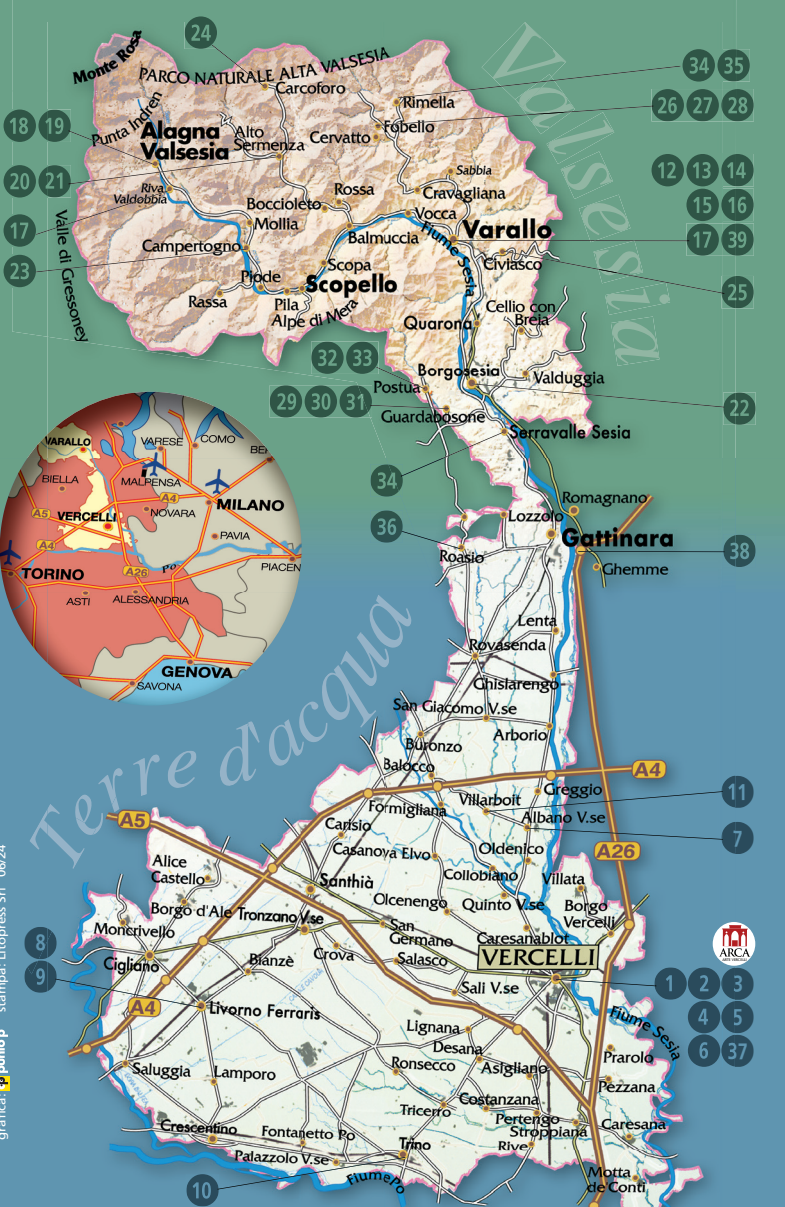 24
Monte Rosa
PARCO NATURALE ALTA VALSESIA
Valsesia
34 35
Carcoforo
Rimella
26 27 28
Punta Indren
Fobello
18 19
Alagna
Valsesia
Alto
Sermenza
Cervatto
12 13 14
20 21
Sabbia
Riva
Valdobbia
Rossa
Cravagliana
15 16
Boccioleto
Vocca
17
Mollia
Varallo
17 39
Balmuccia
Fiume Sesia
Campertogno
Civiasco
23
Valle di Gressoney
Scopa
Piode
Scopello
25
Rassa
Pila
Alpe di Mera
Cellio con
Breia
Quarona
32 33
Borgosesia
Valduggia
Postua
29 30 31
22
Guardabosone
Serravalle Sesia
VARALLO
VARESE
COMO
BE
BIELLA
MALPENSA
34
A4
Romagnano
A5
NOVARA
MILANO
VERCELLI
Lozzolo
36
PAVIA
Gattinara
A4
Roasio
38
Po
PIACEN
TORINO
A26
Ghemme
ASTI
ALESSANDRIA
Lenta
Rovasenda
GENOVA
Ghislarengo
SAVONA
Terre d'acqua
San Giacomo V.se
Arborio
Buronzo
Balocco
A4
Greggio
11
Formigliana
Villarboit
A5
Carisio
Albano V.se
7
Casanova Elvo
Oldenico
A26
Alice
Castello
Collobiano
Villata
Santhià
Olcenengo
Quinto V.se
Borgo
Vercelli
Borgo d'Ale
Tronzano V.se
Moncrivello
San
Germano
Caresanablot
8
ARCA
ARTE VERCELLI
Cigliano
Bianzè
Crova
Salasco
VERCELLI
9
Sali V.se
1 2 3
A4
Livorno Ferraris
Fiume Sesia
4 5
Lignana
Desana
6 37
Prarolo
Saluggia
Lamporo
Ronsecco
Asigliano
Pezzana
Costanzana
Tricerro
Pertengo
Caresana
Crescentino
Fontanetto Po
Stroppiana
Trino
Rive
Palazzolo V.se
Motta
de'Conti
10
Fiume Po
stampa: Litopress Srl 06/24
grafica: